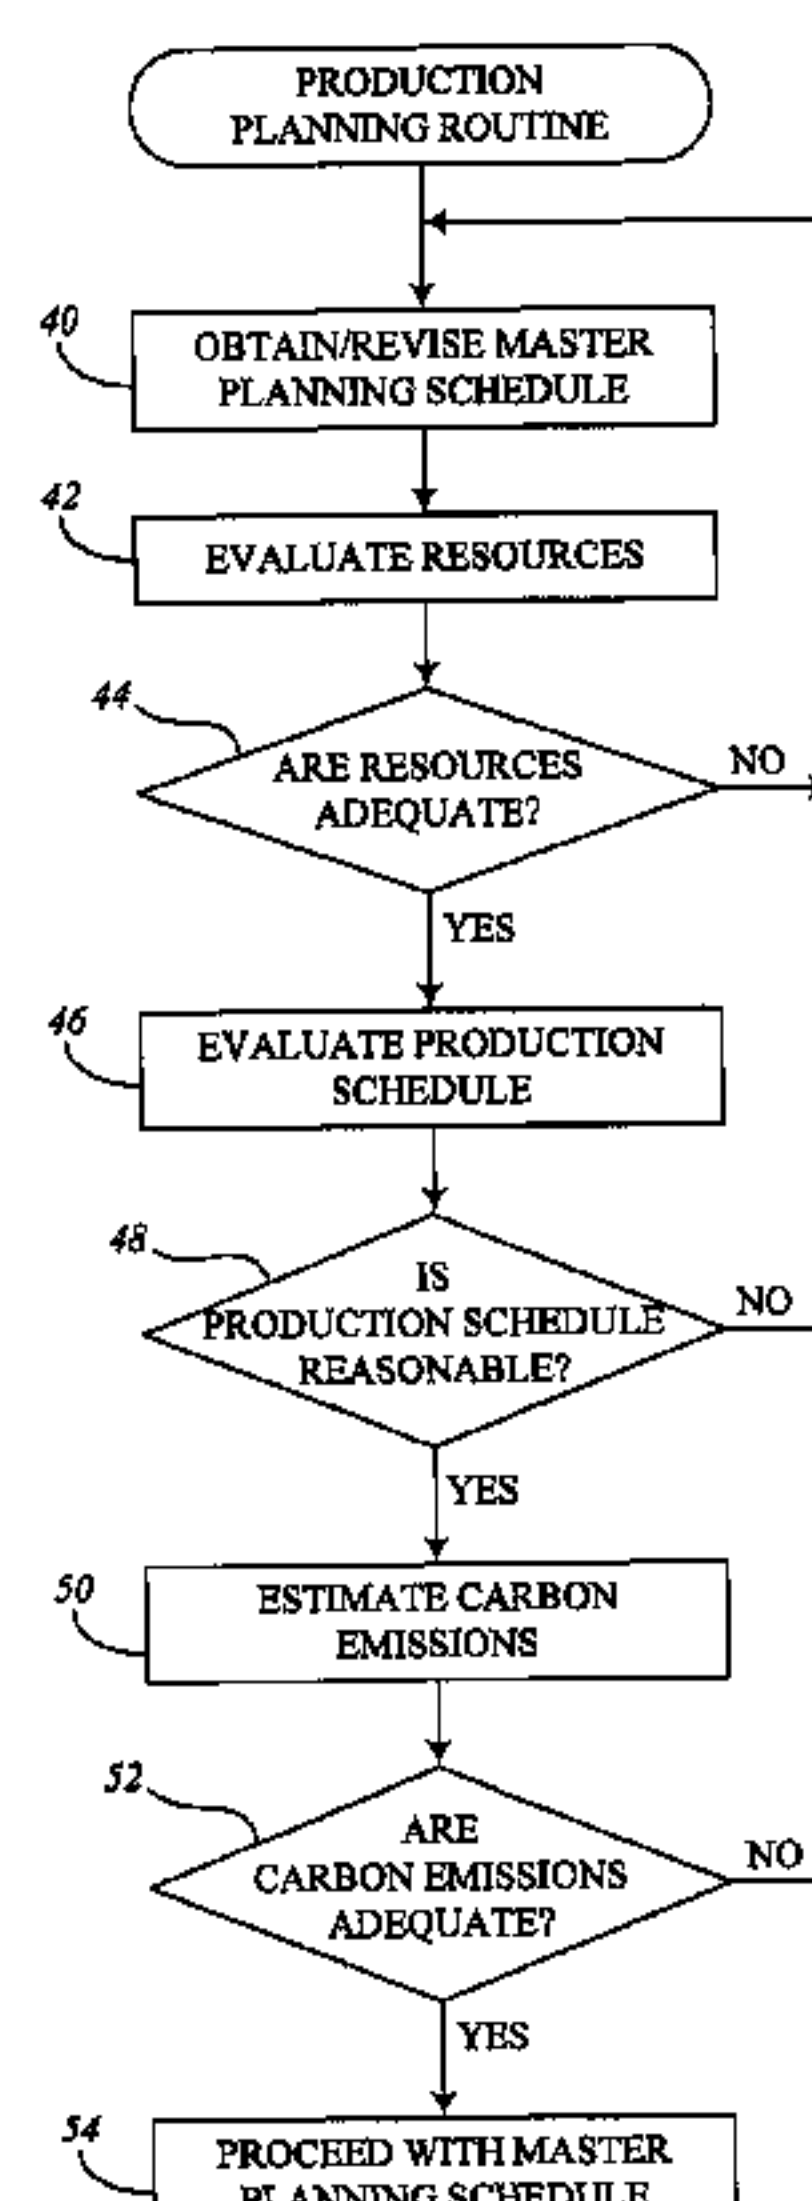 PRODUCTION
PLANNING ROUTINE
40
OBTAIN/REVISE MASTER
PLANNING SCHEDULE
42
EVALUATE RESOURCES
44
ARE RESOURCES
ADEQUATE?
NO
YES
46
EVALUATE PRODUCTION
SCHEDULE
48
IS
PRODUCTION SCHEDULE
REASONABLE?
NO
YES
50
ESTIMATE CARBON
EMISSIONS
52
ARE
CARBON EMISSIONS
ADEQUATE?
NO
YES
54
PROCEED WITH MASTER
PLANNING SCHEDULE